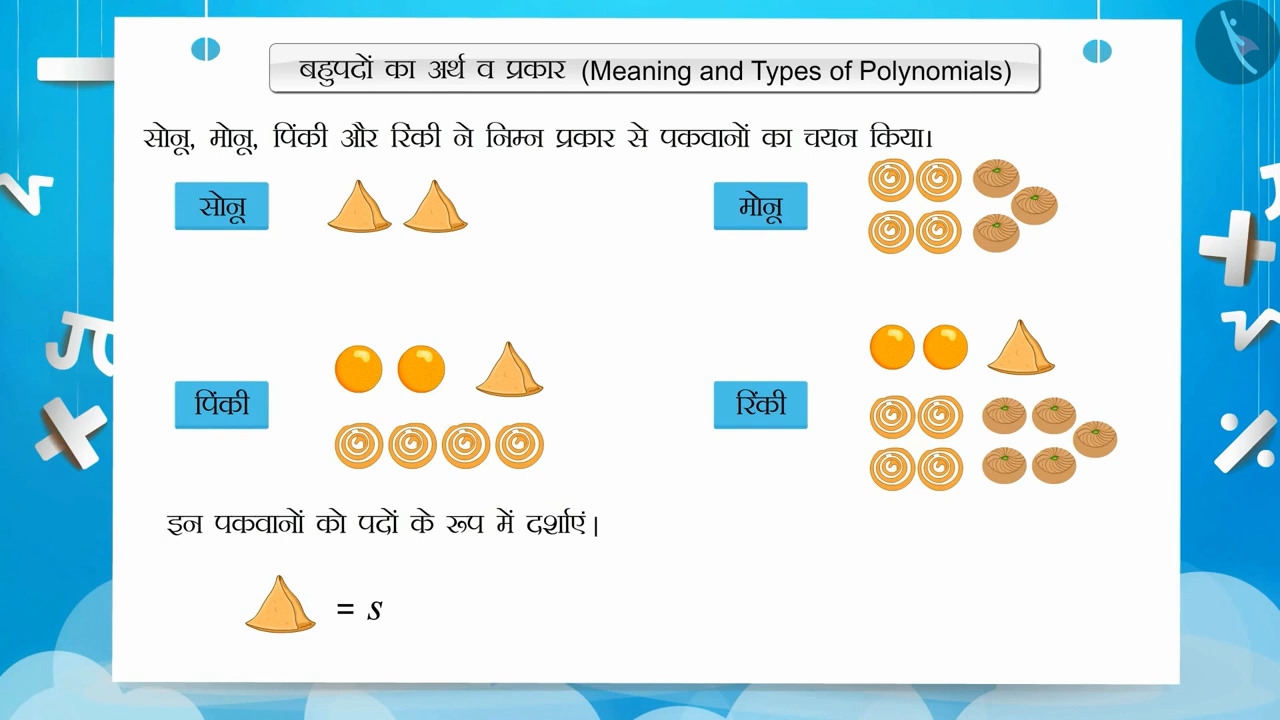 बहुपदों का अर्थ व प्रकार (Meaning and Types of Polynomials)
सोनू, मोनू, पिंकी और रिंकी ने निम्न प्रकार से पकवानों का चयन किया।
सोनू
मोनू
पिंकी
रिंकी
इन पकवानों को पदों के रूप में दर्शाएं।
= s